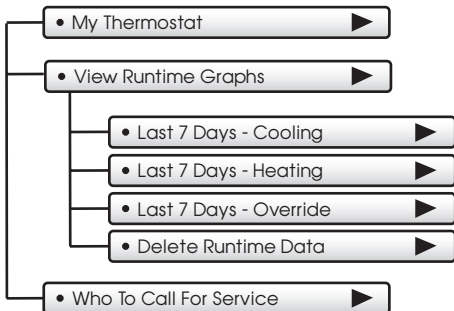 • My Thermostat
• View Runtime Graphs
• Last 7 Days - Cooling
• Last 7 Days - Heating
• Last 7 Days - Override
• Delete Runtime Data
• Who To Call For Service